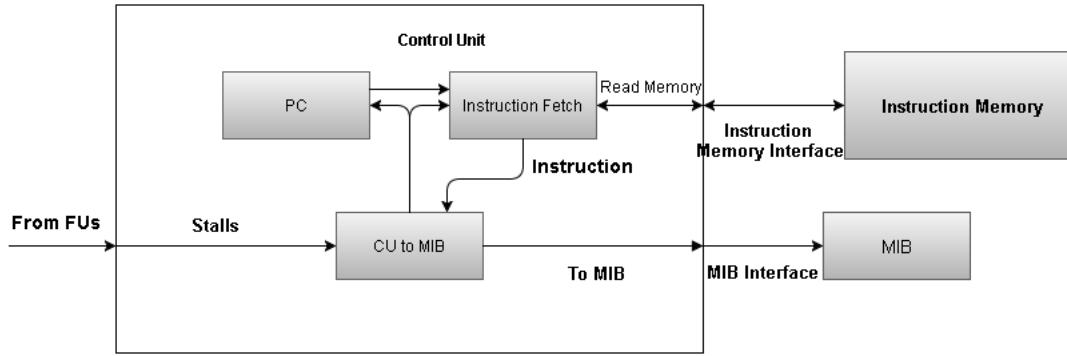 Control Unit
PC
Instruction Fetch
Read Memory
Instruction Memory
Instruction
Memory Interface
Instruction
From FUs
Stalls
CU to MIB
To MIB
MIB Interface
MIB